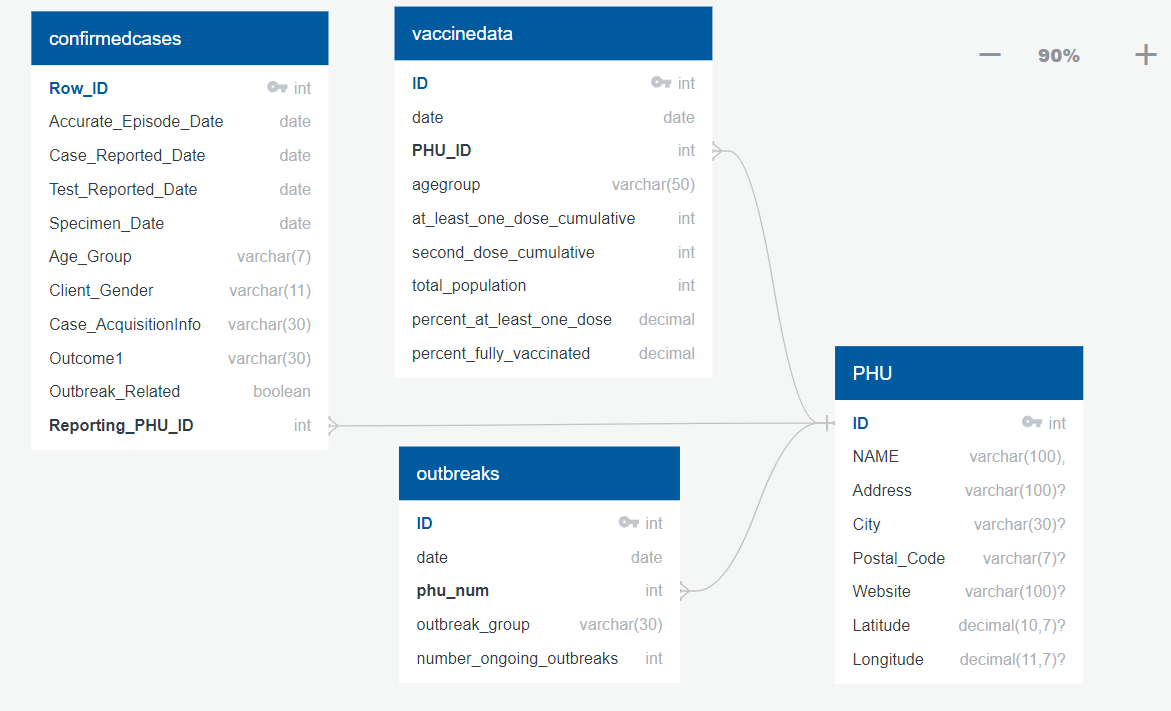 confirmedcases
Row_ID int
Accurate_Episode_Date date
Case_Reported_Date date
Test_Reported_Date date
Specimen_Date date
Age_Group varchar(7)
Client_Gender varchar(11)
Case_AcquisitionInfo varchar(30)
Outcome1 varchar(30)
Outbreak_Related boolean
Reporting_PHU_ID int
vaccinedata
ID int
date date
PHU_ID int
agegroup varchar(50)
at_least_one_dose_cumulative int
second_dose_cumulative int
total_population int
percent_at_least_one_dose decimal
percent_fully_vaccinated decimal
outbreaks
ID int
date date
phu_num int
outbreak_group varchar(30)
number_ongoing_outbreaks int
90%
PHU
ID int
NAME varchar(100),
Address varchar(100)?
City varchar(30)?
Postal_Code varchar(7)?
Website varchar(100)?
Latitude decimal(10,7)?
Longitude decimal(11,7)?